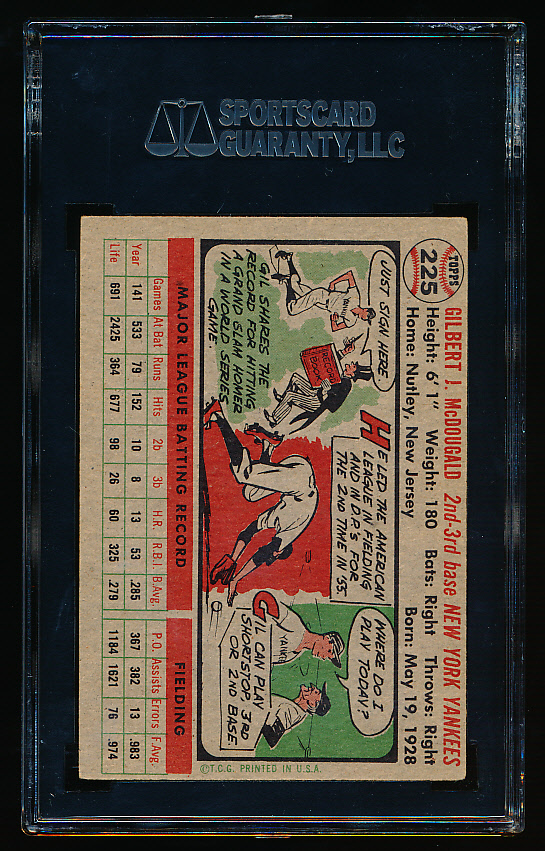 SPORTSCARD
GUARANTY, LLC
TOPPS
225
GILBERT J. McDOUGALD 2nd-3rd base NEW YORK YANKEES
Height: 6' 1" Weight: 180 Bats: Right Throws: Right
Home: Nutley, New Jersey Born: May 19, 1928
JUST SIGN HERE.
YANKS
RECORD
BOOK
GIL SHARES THE
RECORD FOR HITTING
A GRAND SLAM HOMER
IN A WORLD SERIES
GAME
HE LED THE AMERICAN
LEAGUE IN FIELDING
AND IN D.P.'S FOR
THE 2ND TIME IN '55.
WHERE DO I
PLAY TODAY?
YANKS
GIL CAN PLAY
SHORTSTOP, 3RD
OR 2ND BASE
MAJOR LEAGUE BATTING RECORD FIELDING
Games At Bat Runs Hits 2b 3b H.R. R.B.I. B.Avg. P.O. Assists Errors F.Avg.
Year 141 533 79 152 10 8 13 53 .285 367 382 13 .983
Life 691 2425 364 677 98 26 60 325 .279 1184 1621 76 .974
©T.C.G. PRINTED IN U.S.A.